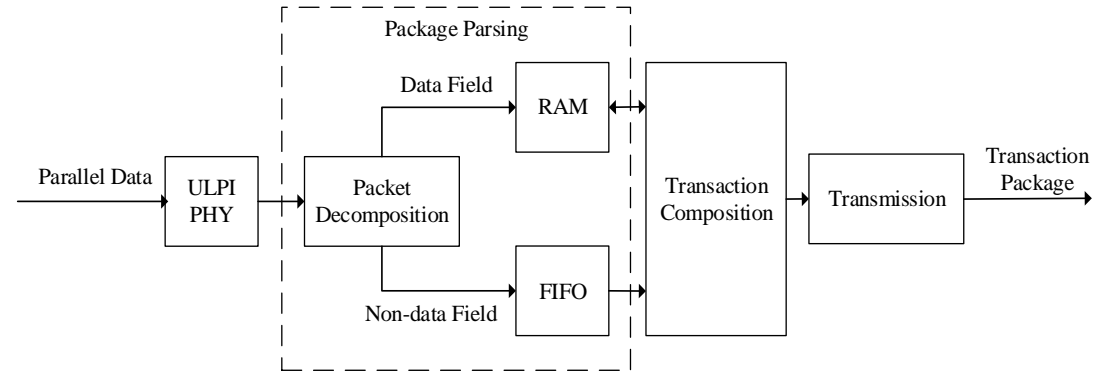 Package Parsing
Data Field
RAM
Parallel Data
ULPI
PHY
Packet
Decomposition
Transaction
Composition
Transmission
Transaction
Package
Non-data Field
FIFO